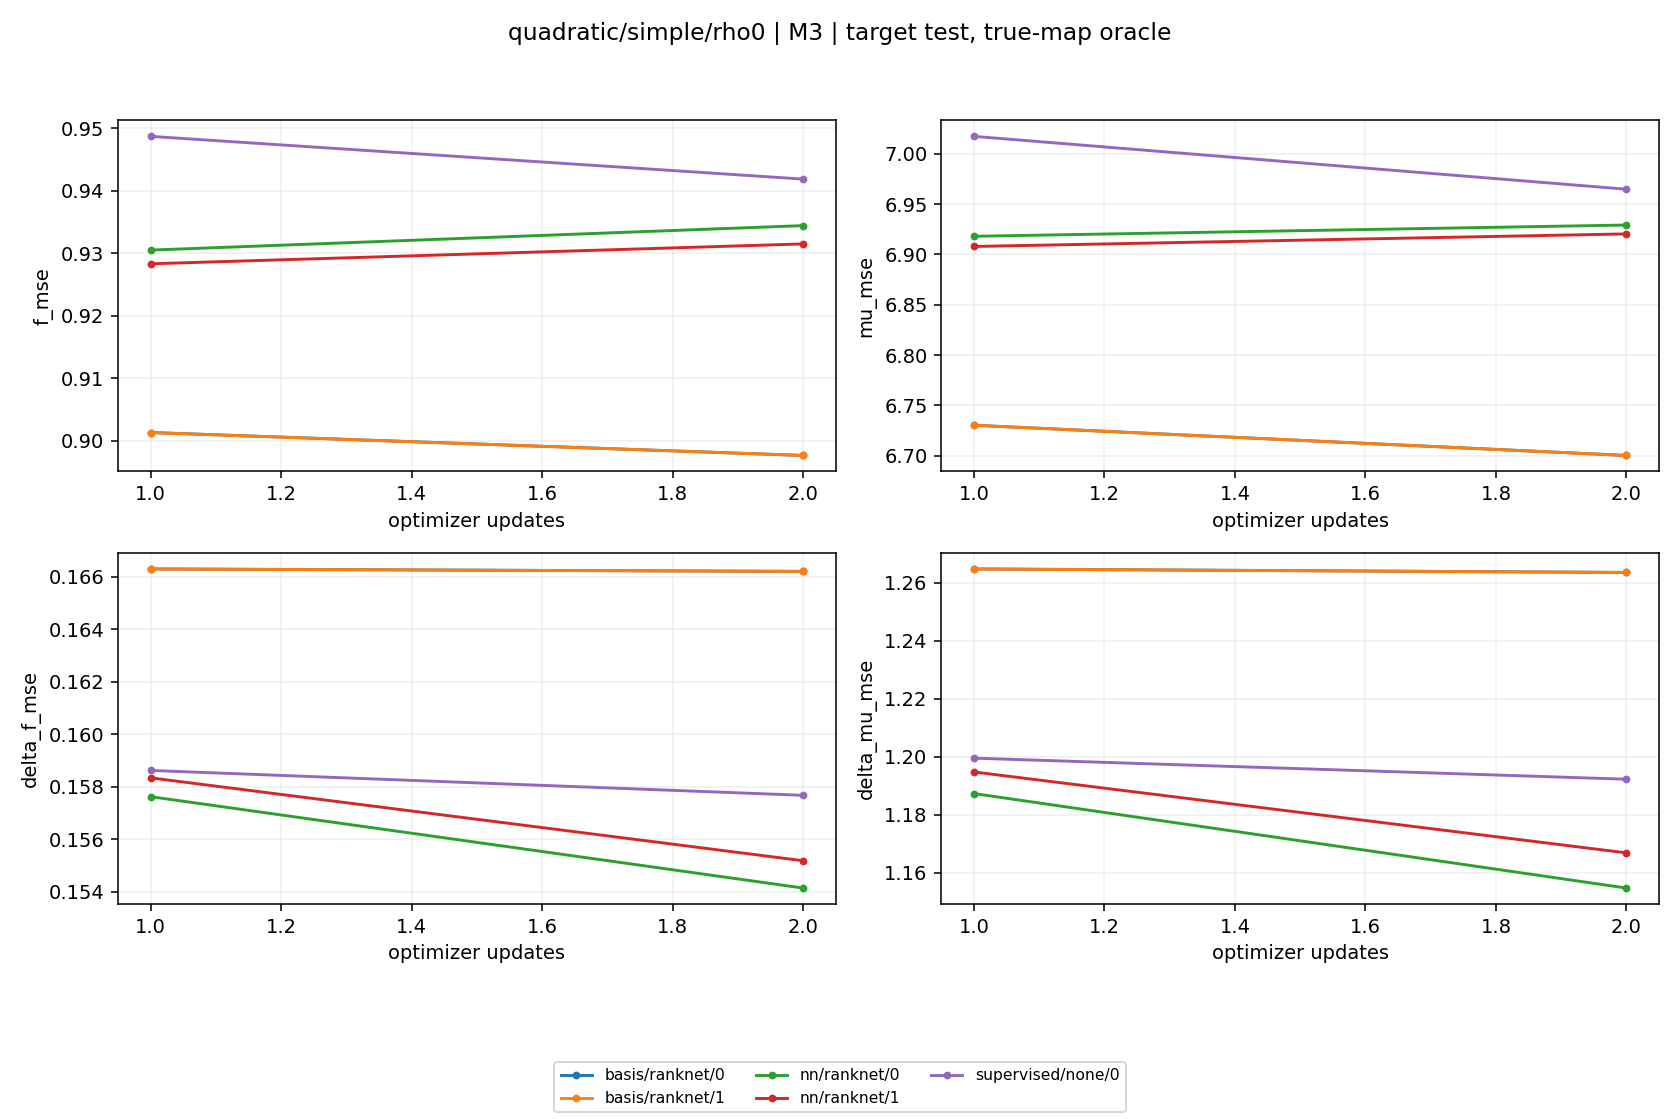 quadratic/simple/rho0 | M3 | target test, true-map oracle
f_mse
0.95
0.94
0.93
0.92
0.91
0.90
1.0 1.2 1.4 1.6 1.8 2.0
optimizer updates
mu_mse
7.00
6.95
6.90
6.85
6.80
6.75
6.70
1.0 1.2 1.4 1.6 1.8 2.0
optimizer updates
delta_f_mse
0.166
0.164
0.162
0.160
0.158
0.156
0.154
1.0 1.2 1.4 1.6 1.8 2.0
optimizer updates
delta_mu_mse
1.26
1.24
1.22
1.20
1.18
1.16
1.0 1.2 1.4 1.6 1.8 2.0
optimizer updates
basis/ranknet/0 nn/ranknet/0 supervised/none/0
basis/ranknet/1 nn/ranknet/1